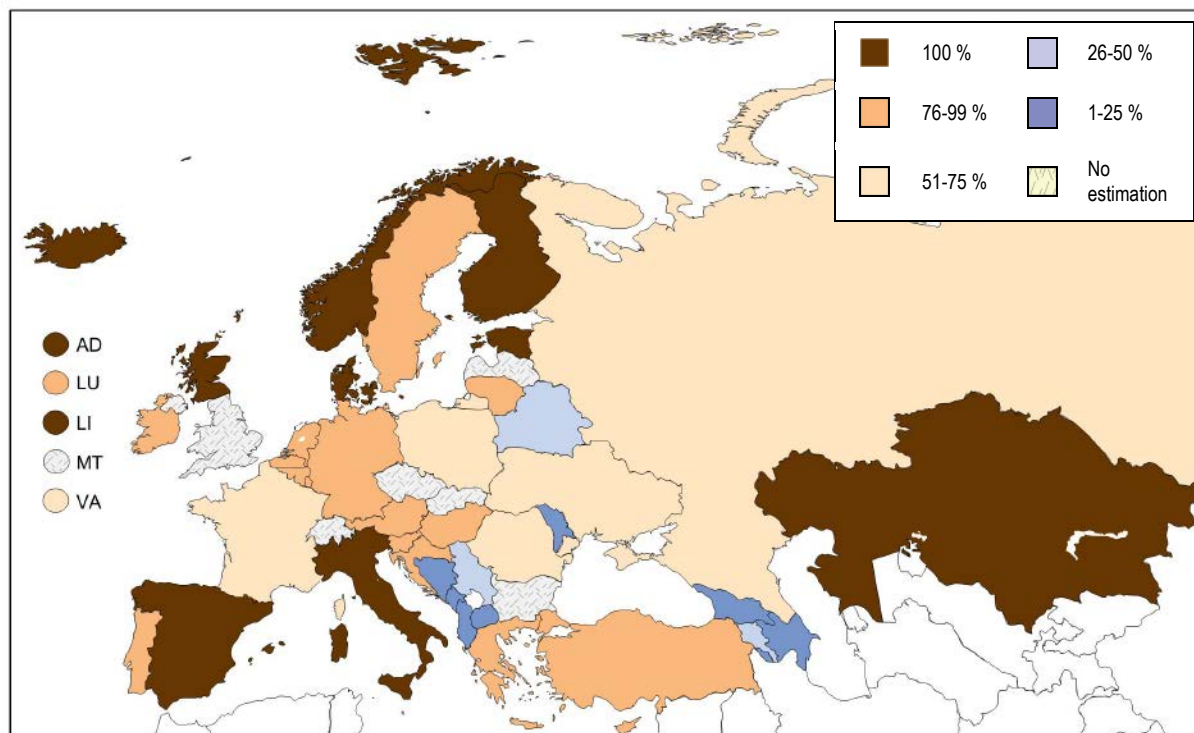 100 %
26-50 %
76-99 %
1-25 %
51-75 %
No
estimation
AD
LU
LI
MT
VA